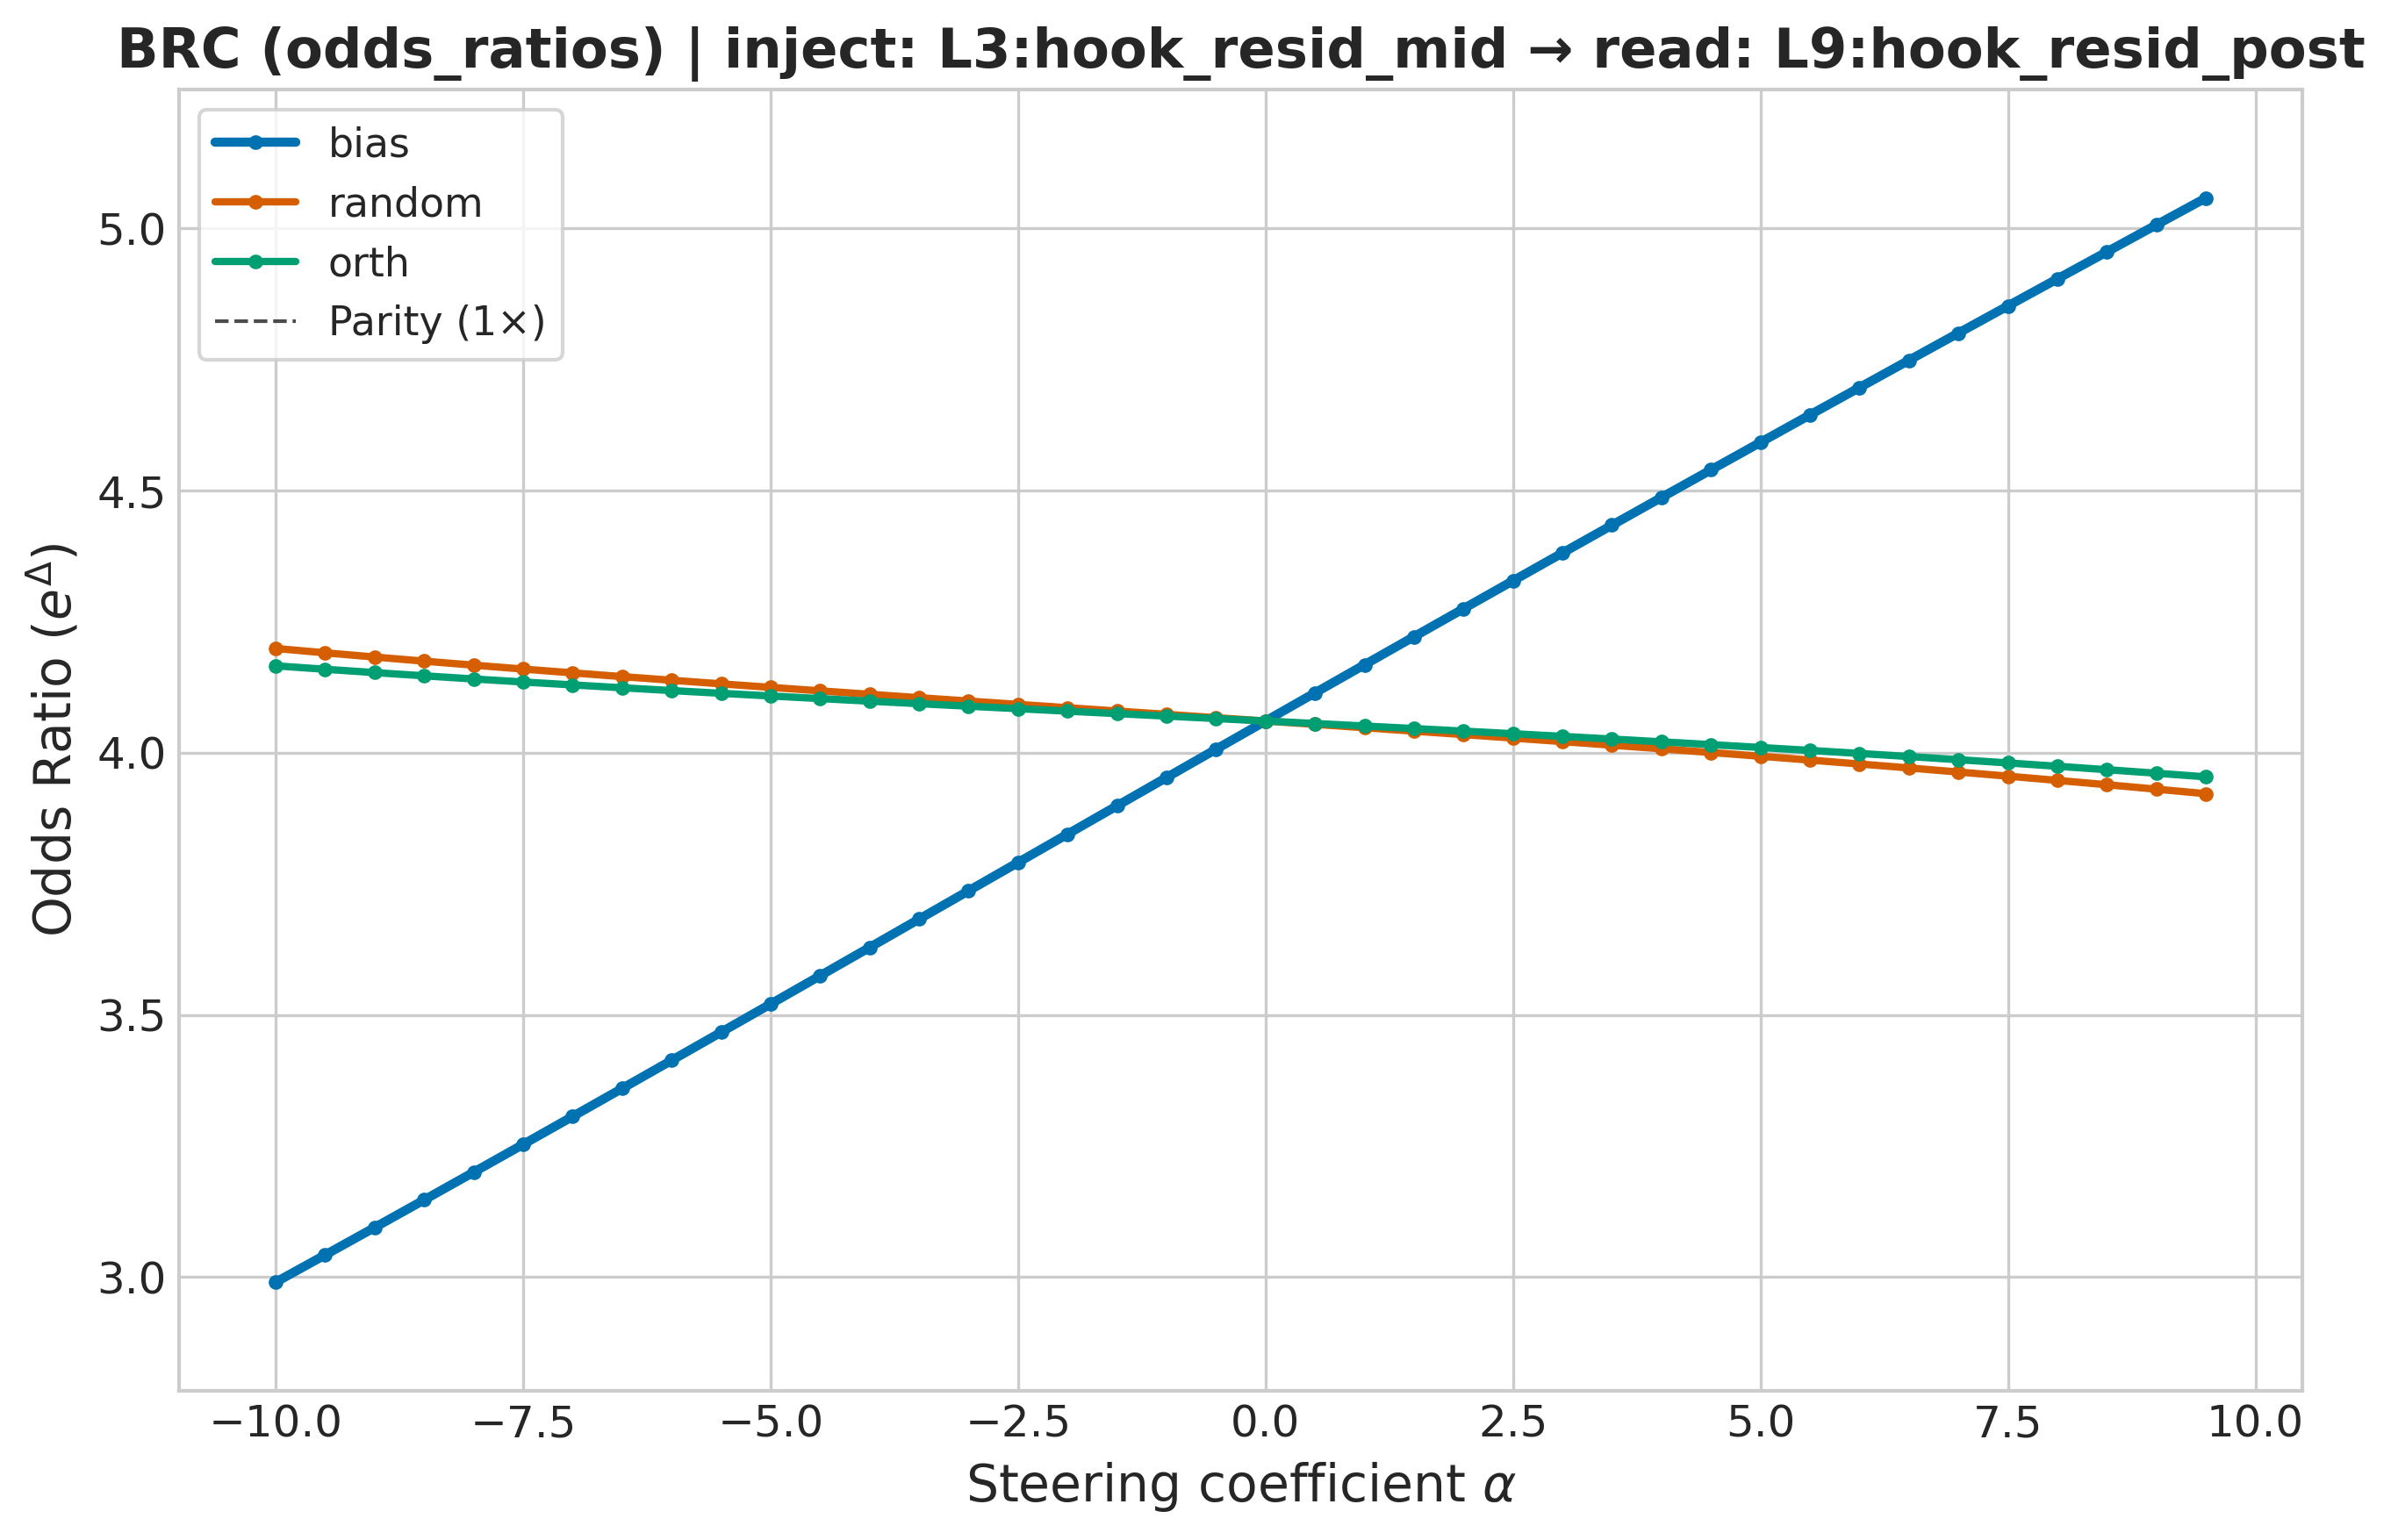 BRC (odds_ratios) | inject: L3:hook_resid_mid → read: L9:hook_resid_post
bias
random
orth
Parity (1×)
5.0
4.5
4.0
3.5
3.0
Odds Ratio (e^Δ)
−10.0 −7.5 −5.0 −2.5 0.0 2.5 5.0 7.5 10.0
Steering coefficient α